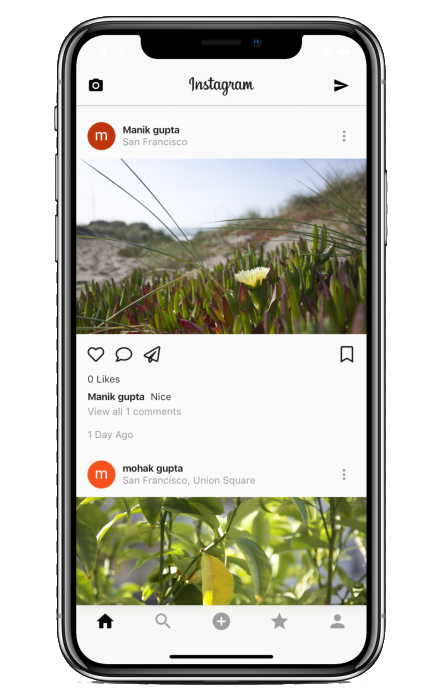 Instagram
m
Manik gupta
San Francisco
0 Likes
Manik gupta Nice
View all 1 comments
1 Day Ago
m
mohak gupta
San Francisco, Union Square